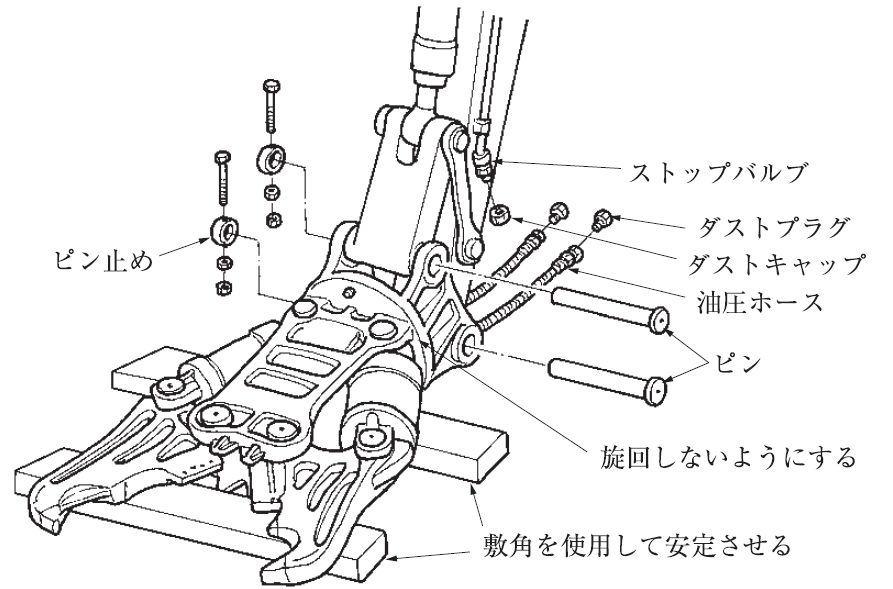 ストップバルブ
ダストプラグ
ピン止め
ダストキャップ
油圧ホース
ピン
旋回しないようにする
敷角を使用して安定させる